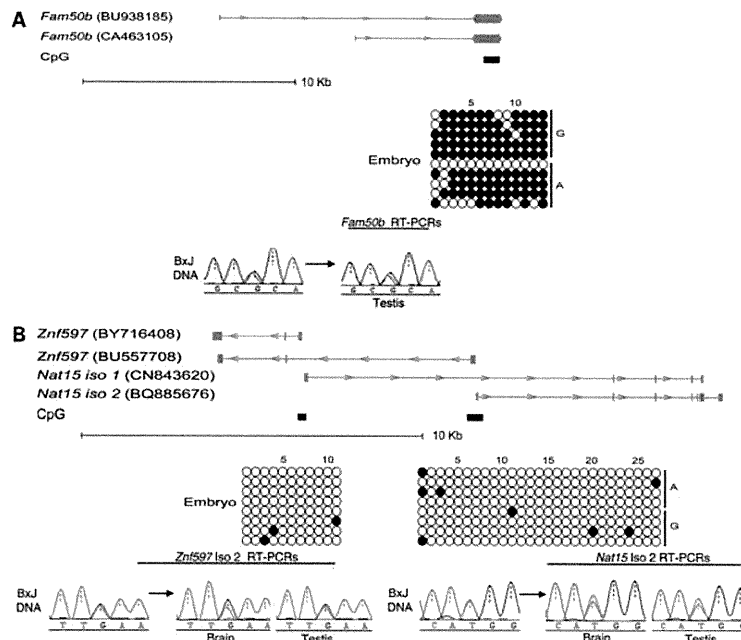 A
Fam50b (BU938185)
Fam50b (CA463105)
CpG
10 Kb
5 10
Embryo
G
A
Fam50b RT-PCRs
BxJ DNA
G C G C A
G C G C A
Testis
B
Znf597 (BY716408)
Znf597 (BU557708)
Nat15 iso 1 (CN843620)
Nat15 iso 2 (BQ885676)
CpG
10 Kb
5 10
5 10 15 20 25
Embryo
A
G
Znf597 Iso 2 RT-PCRs
Nat15 Iso 2 RT-PCRs
BxJ DNA
T T G A A
T T G A A
T T G A A
Brain
Testis
BxJ DNA
C A T G G
C A T G G
C A T G G
Brain
Testis